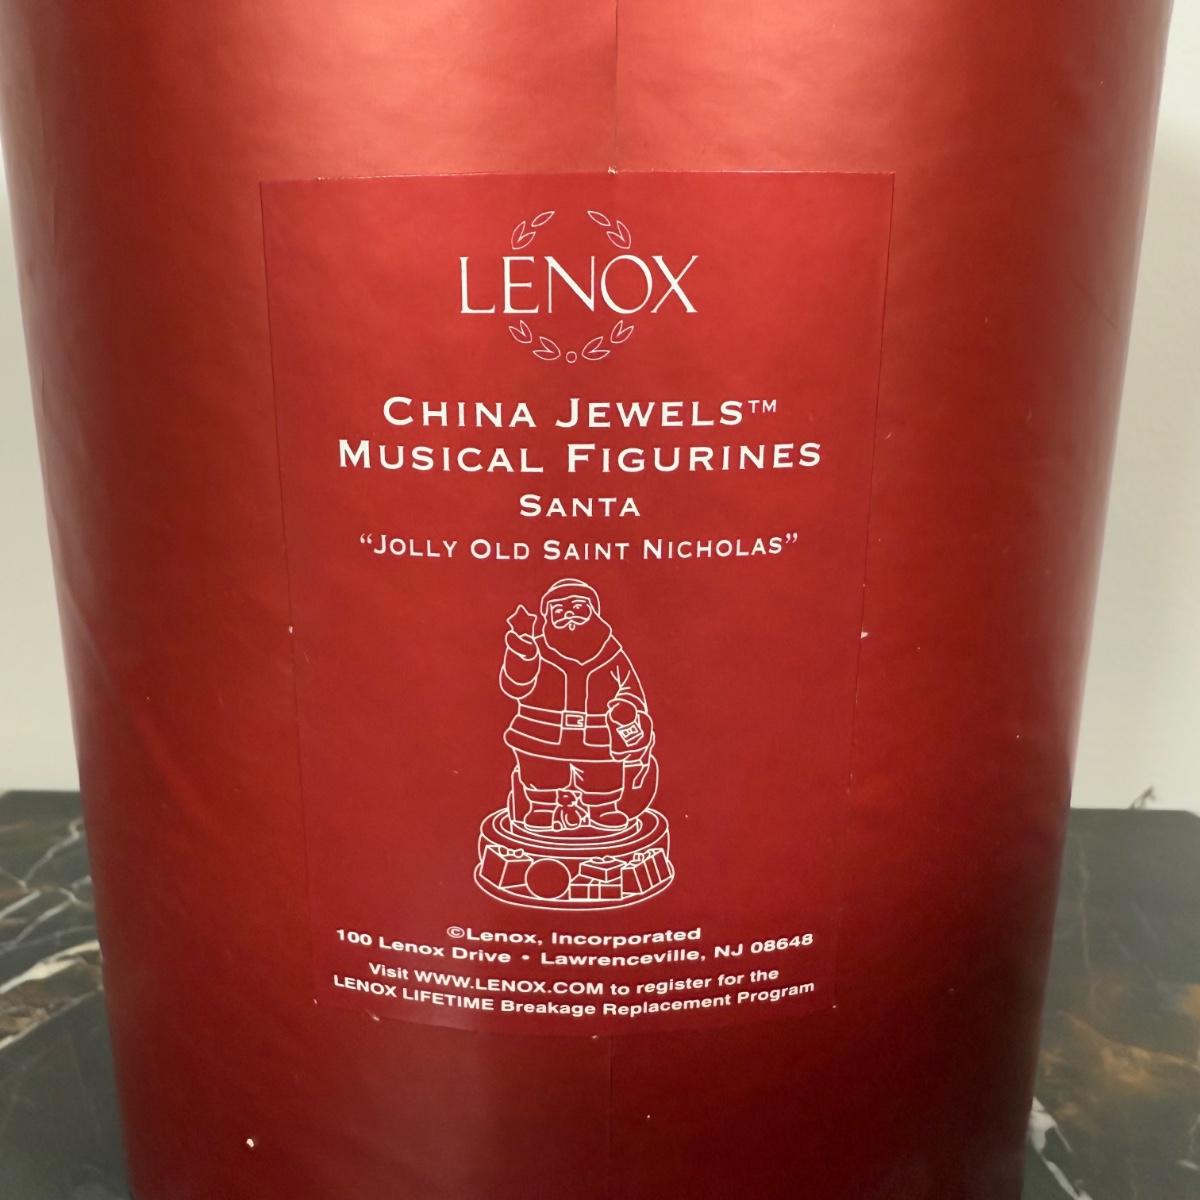 LENOX
CHINA JEWELS™
MUSICAL FIGURINES
SANTA
“JOLLY OLD SAINT NICHOLAS”
©Lenox, Incorporated
100 Lenox Drive • Lawrenceville, NJ 08648
Visit WWW.LENOX.COM to register for the
LENOX LIFETIME Breakage Replacement Program